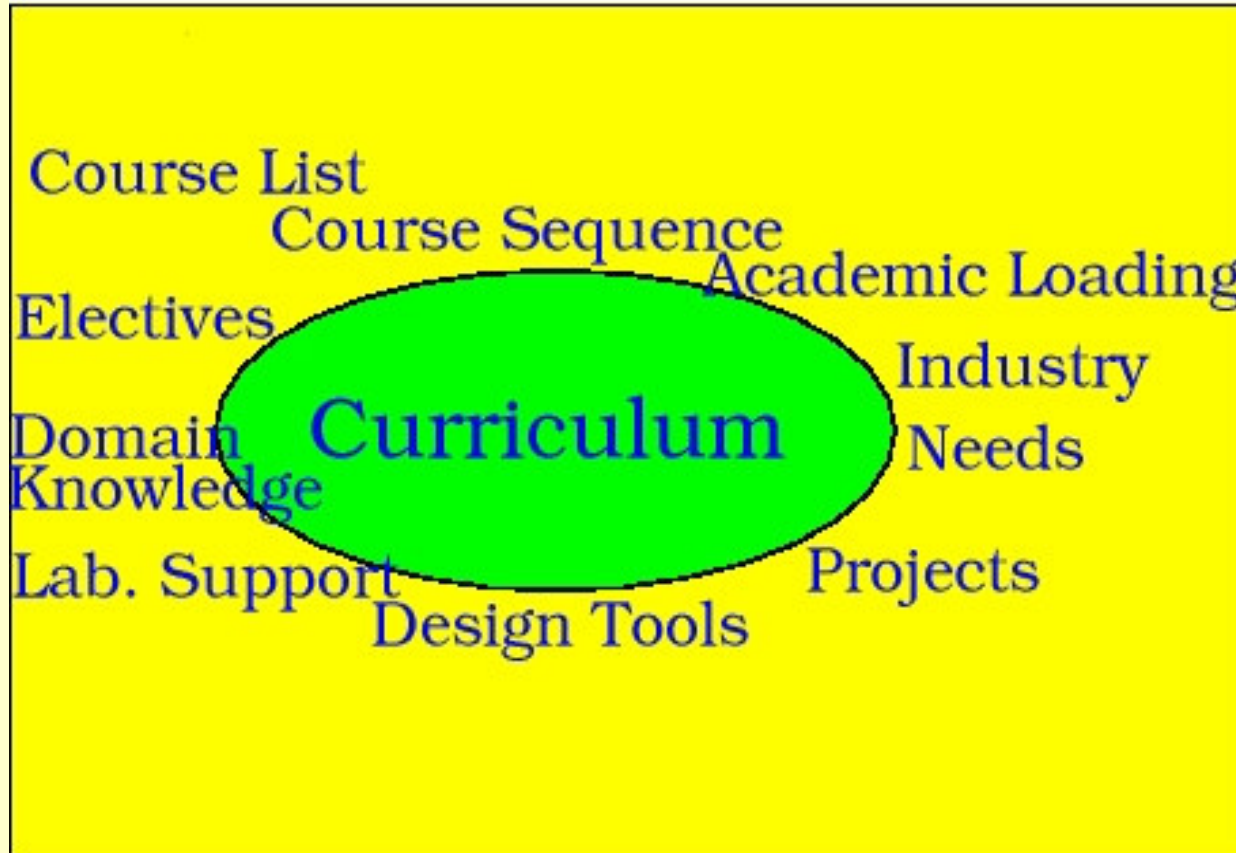 Course List
Course Sequence
Academic Loading
Electives
Industry
Needs
Curriculum
Domain
Knowledge
Lab. Support
Projects
Design Tools